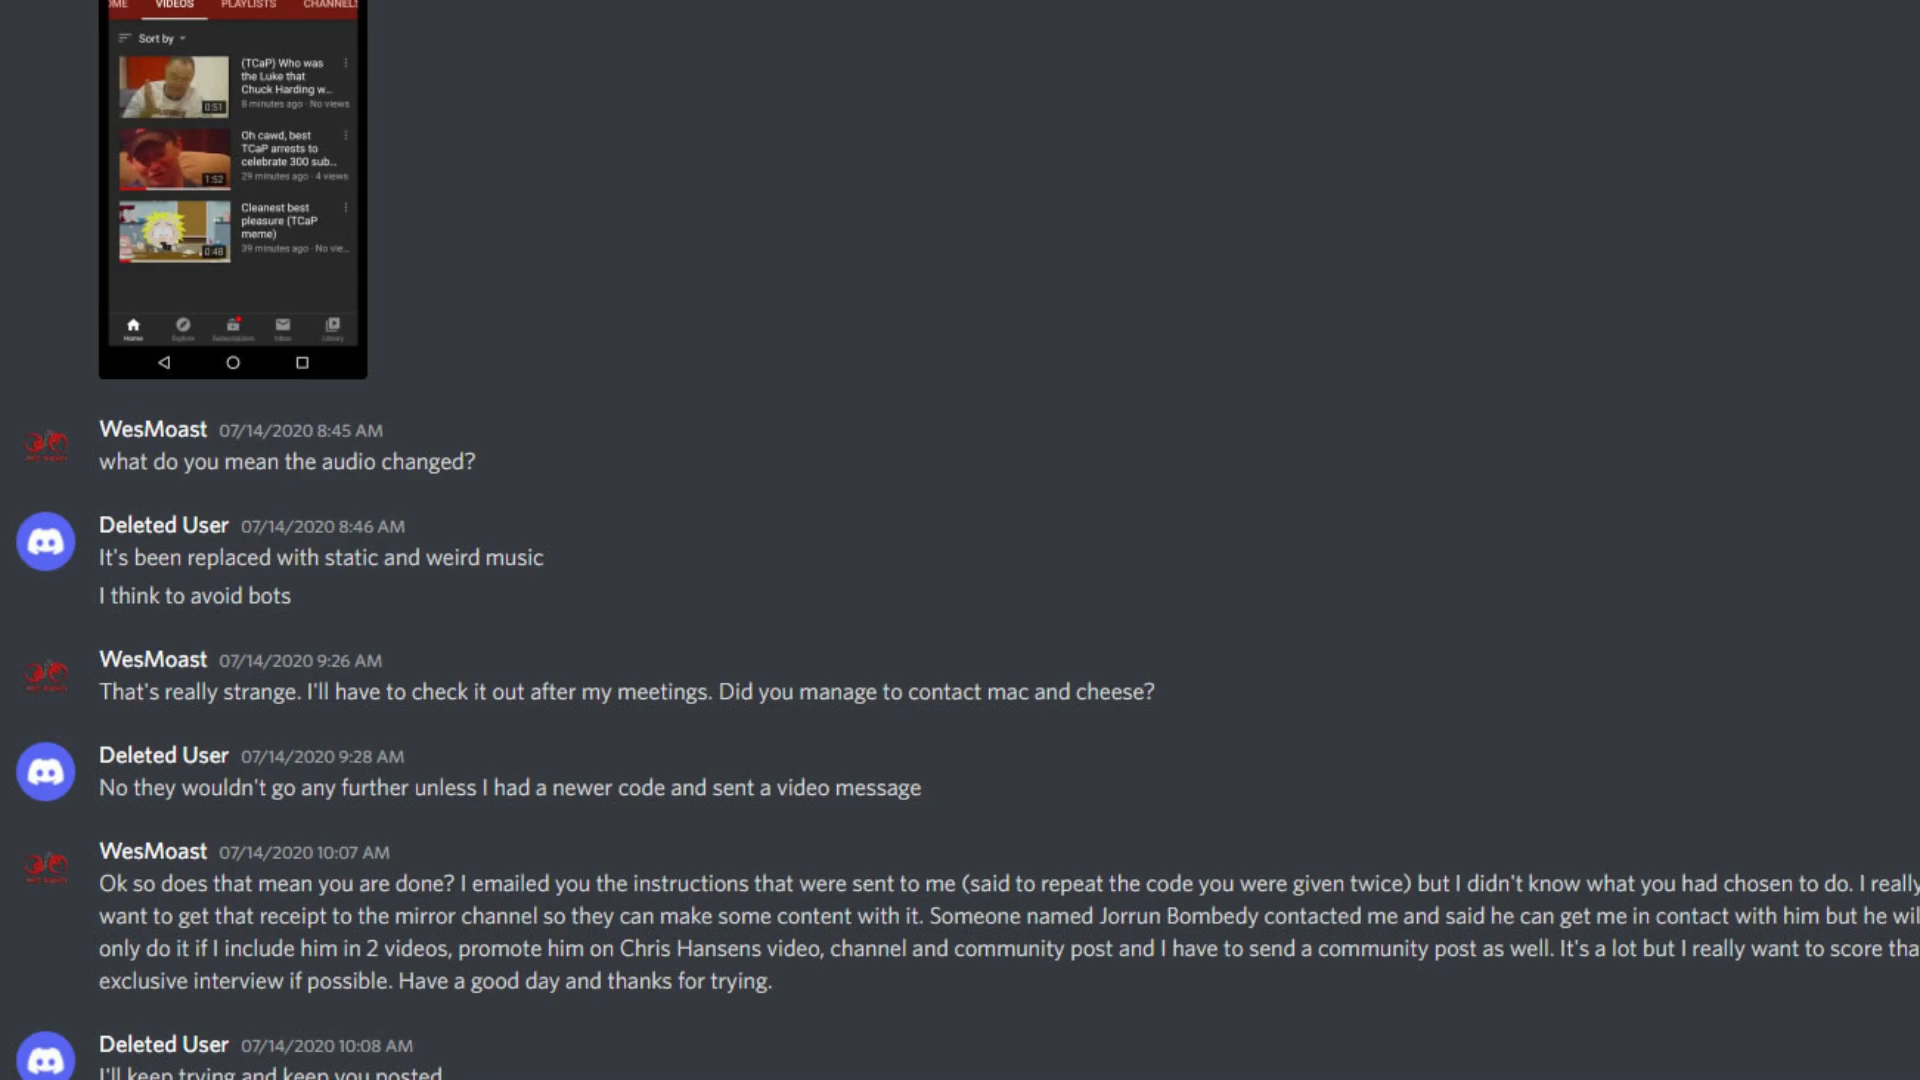 VIDEOS
PLAYLISTS
Sort by
(TCaP) Who was
the Luke that
Chuck Harding w...
8 minutes ago · No views
0:51
Oh cawd, best
TCaP arrests to
celebrate 300 sub...
29 minutes ago · 4 views
1:52
Cleanest best
pleasure (TCaP
meme)
39 minutes ago · No vie...
0:48
Home
Explore
Subscriptions
Inbox
Library
WesMoast 07/14/2020 8:45 AM
what do you mean the audio changed?
Deleted User 07/14/2020 8:46 AM
It's been replaced with static and weird music
I think to avoid bots
WesMoast 07/14/2020 9:26 AM
That's really strange. I'll have to check it out after my meetings. Did you manage to contact mac and cheese?
Deleted User 07/14/2020 9:28 AM
No they wouldn't go any further unless I had a newer code and sent a video message
WesMoast 07/14/2020 10:07 AM
Ok so does that mean you are done? I emailed you the instructions that were sent to me (said to repeat the code you were given twice) but I didn't know what you had chosen to do. I really
want to get that receipt to the mirror channel so they can make some content with it. Someone named Jorrun Bombedy contacted me and said he can get me in contact with him but he wil
only do it if I include him in 2 videos, promote him on Chris Hansens video, channel and community post and I have to send a community post as well. It's a lot but I really want to score tha
exclusive interview if possible. Have a good day and thanks for trying.
Deleted User 07/14/2020 10:08 AM
I'll keep trying and keep you posted